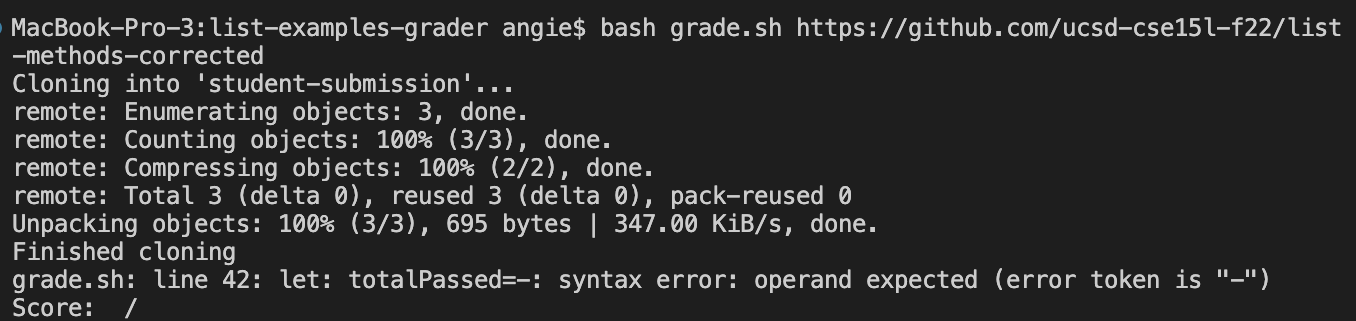 MacBook-Pro-3:list-examples-grader angie$ bash grade.sh https://github.com/ucsd-cse15l-f22/list
-methods-corrected
Cloning into 'student-submission'...
remote: Enumerating objects: 3, done.
remote: Counting objects: 100% (3/3), done.
remote: Compressing objects: 100% (2/2), done.
remote: Total 3 (delta 0), reused 3 (delta 0), pack-reused 0
Unpacking objects: 100% (3/3), 695 bytes | 347.00 KiB/s, done.
Finished cloning
grade.sh: line 42: let: totalPassed=-: syntax error: operand expected (error token is "-")
Score:  /